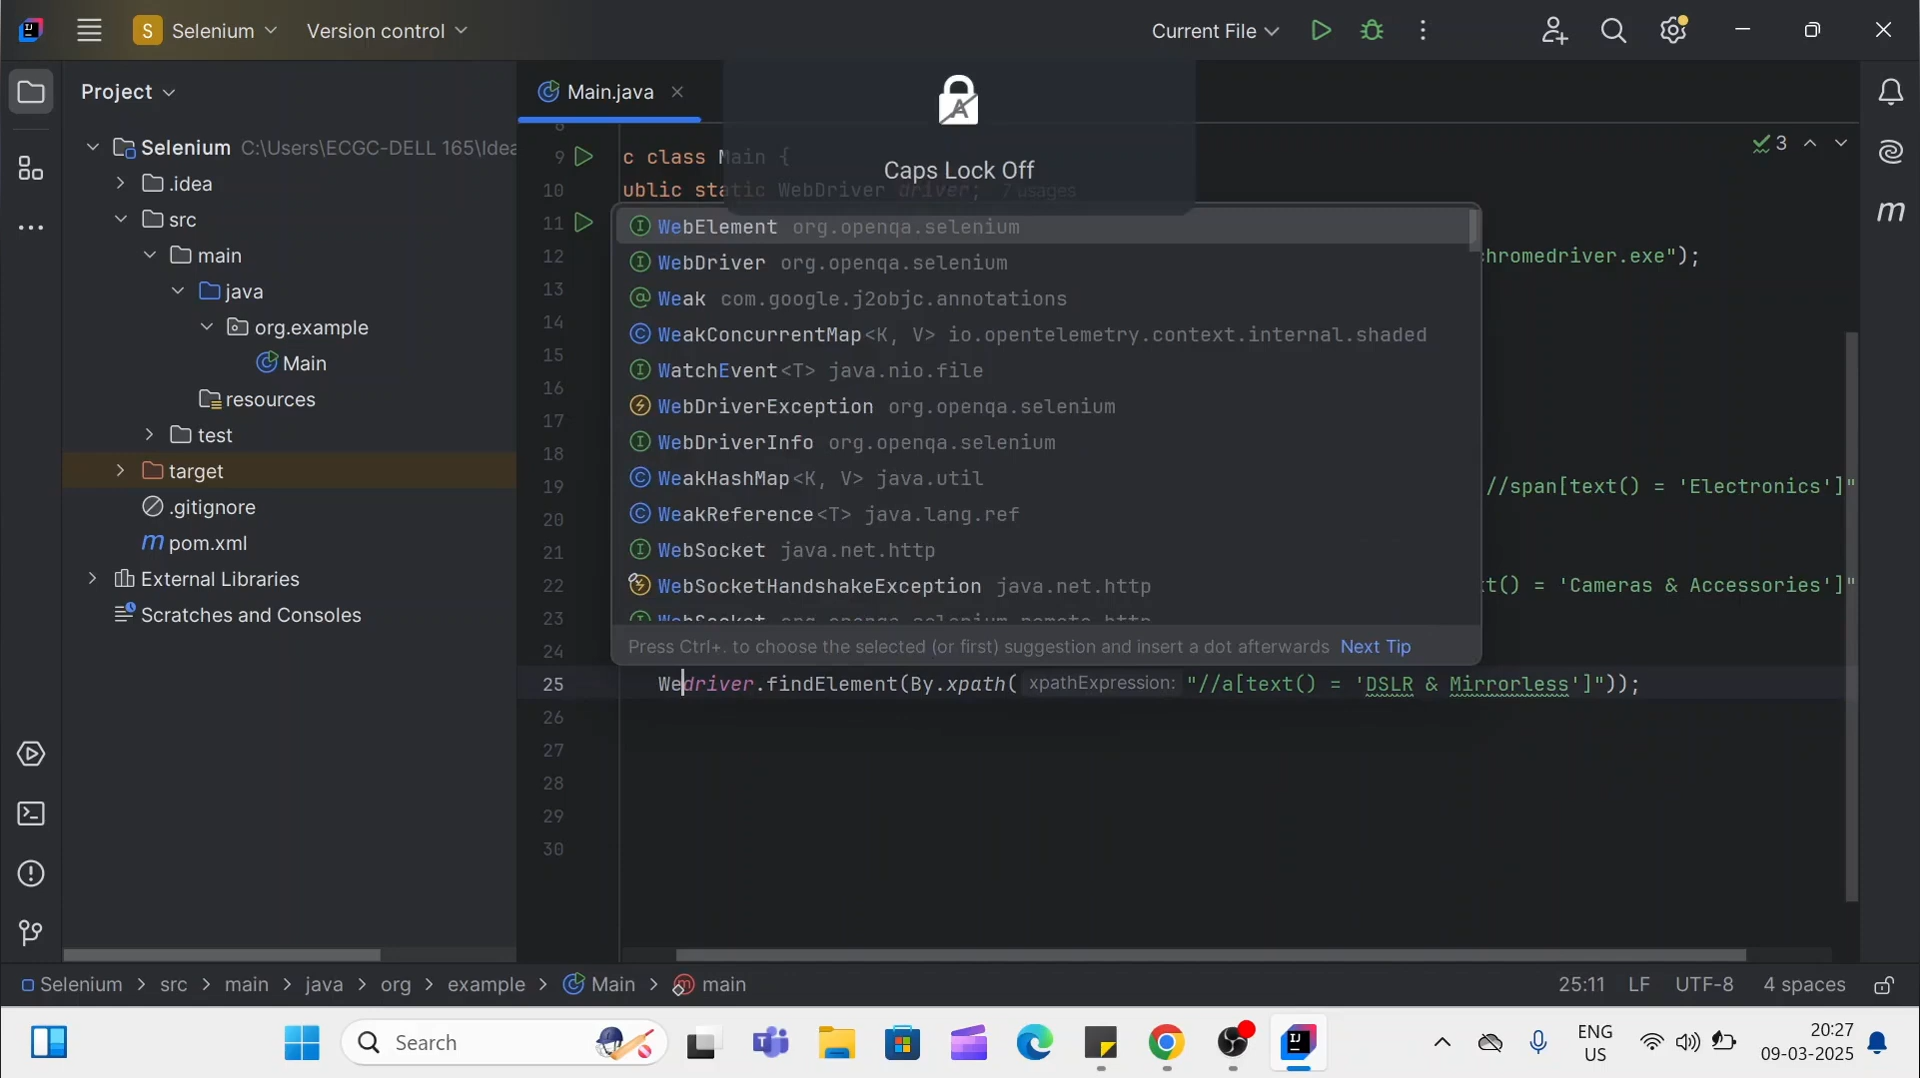 S Selenium Version control Current File
Project
Main.java
Caps Lock Off
3
Selenium C:\Users\ECGC-DELL 165\Idea
.idea
src
main
java
org.example
Main
resources
test
target
.gitignore
pom.xml
External Libraries
Scratches and Consoles
8
9 c class Main {
10 ublic static WebDriver driver; 7 usages
11
12 hromedriver.exe");
13
14
15
16
17
18
19 //span[text() = 'Electronics']"
20
21
22 t() = 'Cameras & Accessories']"
23
24
25 Wedriver.findElement(By.xpath( xpathExpression: "//a[text() = 'DSLR & Mirrorless']"));
26
27
28
29
30
WebElement org.openqa.selenium
WebDriver org.openqa.selenium
Weak com.google.j2objc.annotations
WeakConcurrentMap<K, V> io.opentelemetry.context.internal.shaded
WatchEvent<T> java.nio.file
WebDriverException org.openqa.selenium
WebDriverInfo org.openqa.selenium
WeakHashMap<K, V> java.util
WeakReference<T> java.lang.ref
WebSocket java.net.http
WebSocketHandshakeException java.net.http
WebSocket org.openqa.selenium.remote.http
Press Ctrl+. to choose the selected (or first) suggestion and insert a dot afterwards Next Tip
Selenium > src > main > java > org > example > Main > main
25:11 LF UTF-8 4 spaces
Search
ENG
US
20:27
09-03-2025